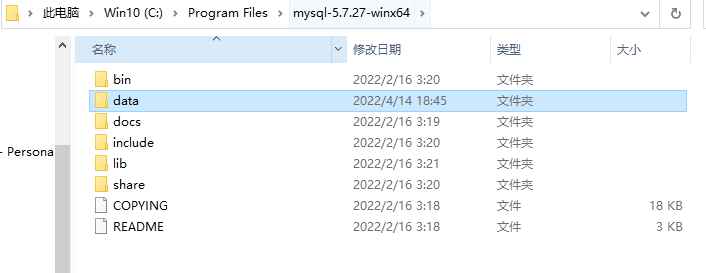 此电脑 > Win10 (C:) > Program Files > mysql-5.7.27-winx64 >
名称 修改日期 类型 大小
bin 2022/2/16 3:20 文件夹
data 2022/4/14 18:45 文件夹
docs 2022/2/16 3:19 文件夹
include 2022/2/16 3:20 文件夹
- Persona
lib 2022/2/16 3:21 文件夹
share 2022/2/16 3:20 文件夹
COPYING 2022/2/16 3:18 文件 18 KB
README 2022/2/16 3:18 文件 3 KB